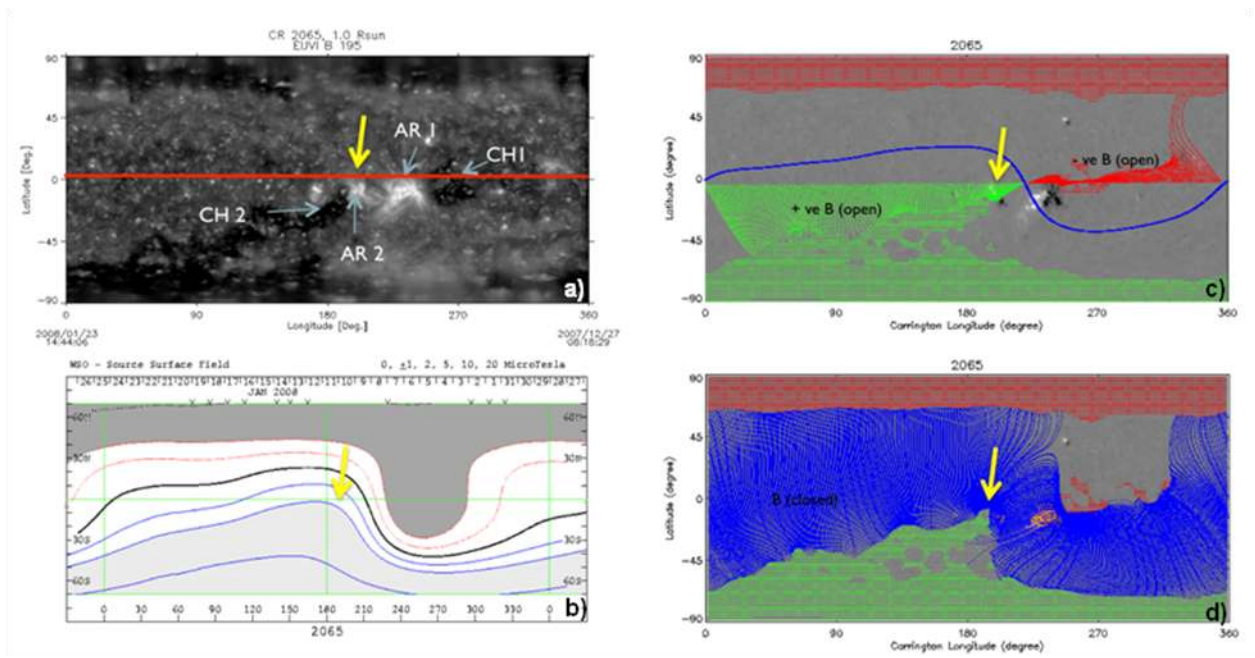 CR 2065, 1.0 Rsun
EUVI B 195
90
45
0
−45
−90
Latitude [Deg.]
AR 1
CH1
CH 2
AR 2
a)
0
90
180
270
360
Longitude [Deg.]
2008/01/23
14:44:06
2007/12/27
08:18:29
WSO - Source Surface Field
0, ±1, 2, 5, 10, 20 MicroTesla
JAN 2008
60N
30N
30S
60S
b)
0
30
60
90
120
150
180
210
240
270
300
330
0
2065
2065
90
45
0
−45
−90
Latitude (degree)
- ve B (open)
+ ve B (open)
c)
0
90
180
270
360
Carrington Longitude (degree)
2065
90
45
0
−45
−90
Latitude (degree)
B (closed)
d)
0
90
180
270
360
Carrington Longitude (degree)